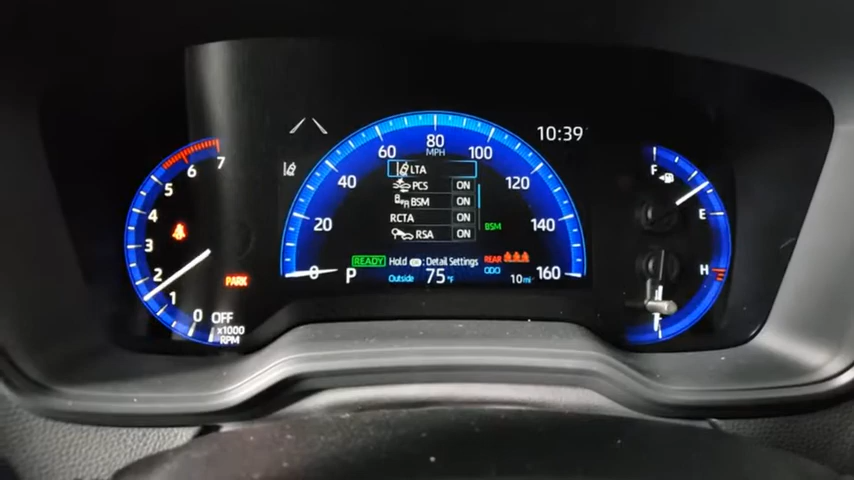 10:39
80
MPH
60
100
40
120
20
140
0
160
LTA
PCS ON
BSM ON
RCTA ON
RSA ON
BSM
READY Hold OK : Detail Settings
REAR
P
Outside 75 °F
ODO
10 mi
7
6
5
4
3
2
1
0
OFF
x1000
RPM
PARK
F
E
H